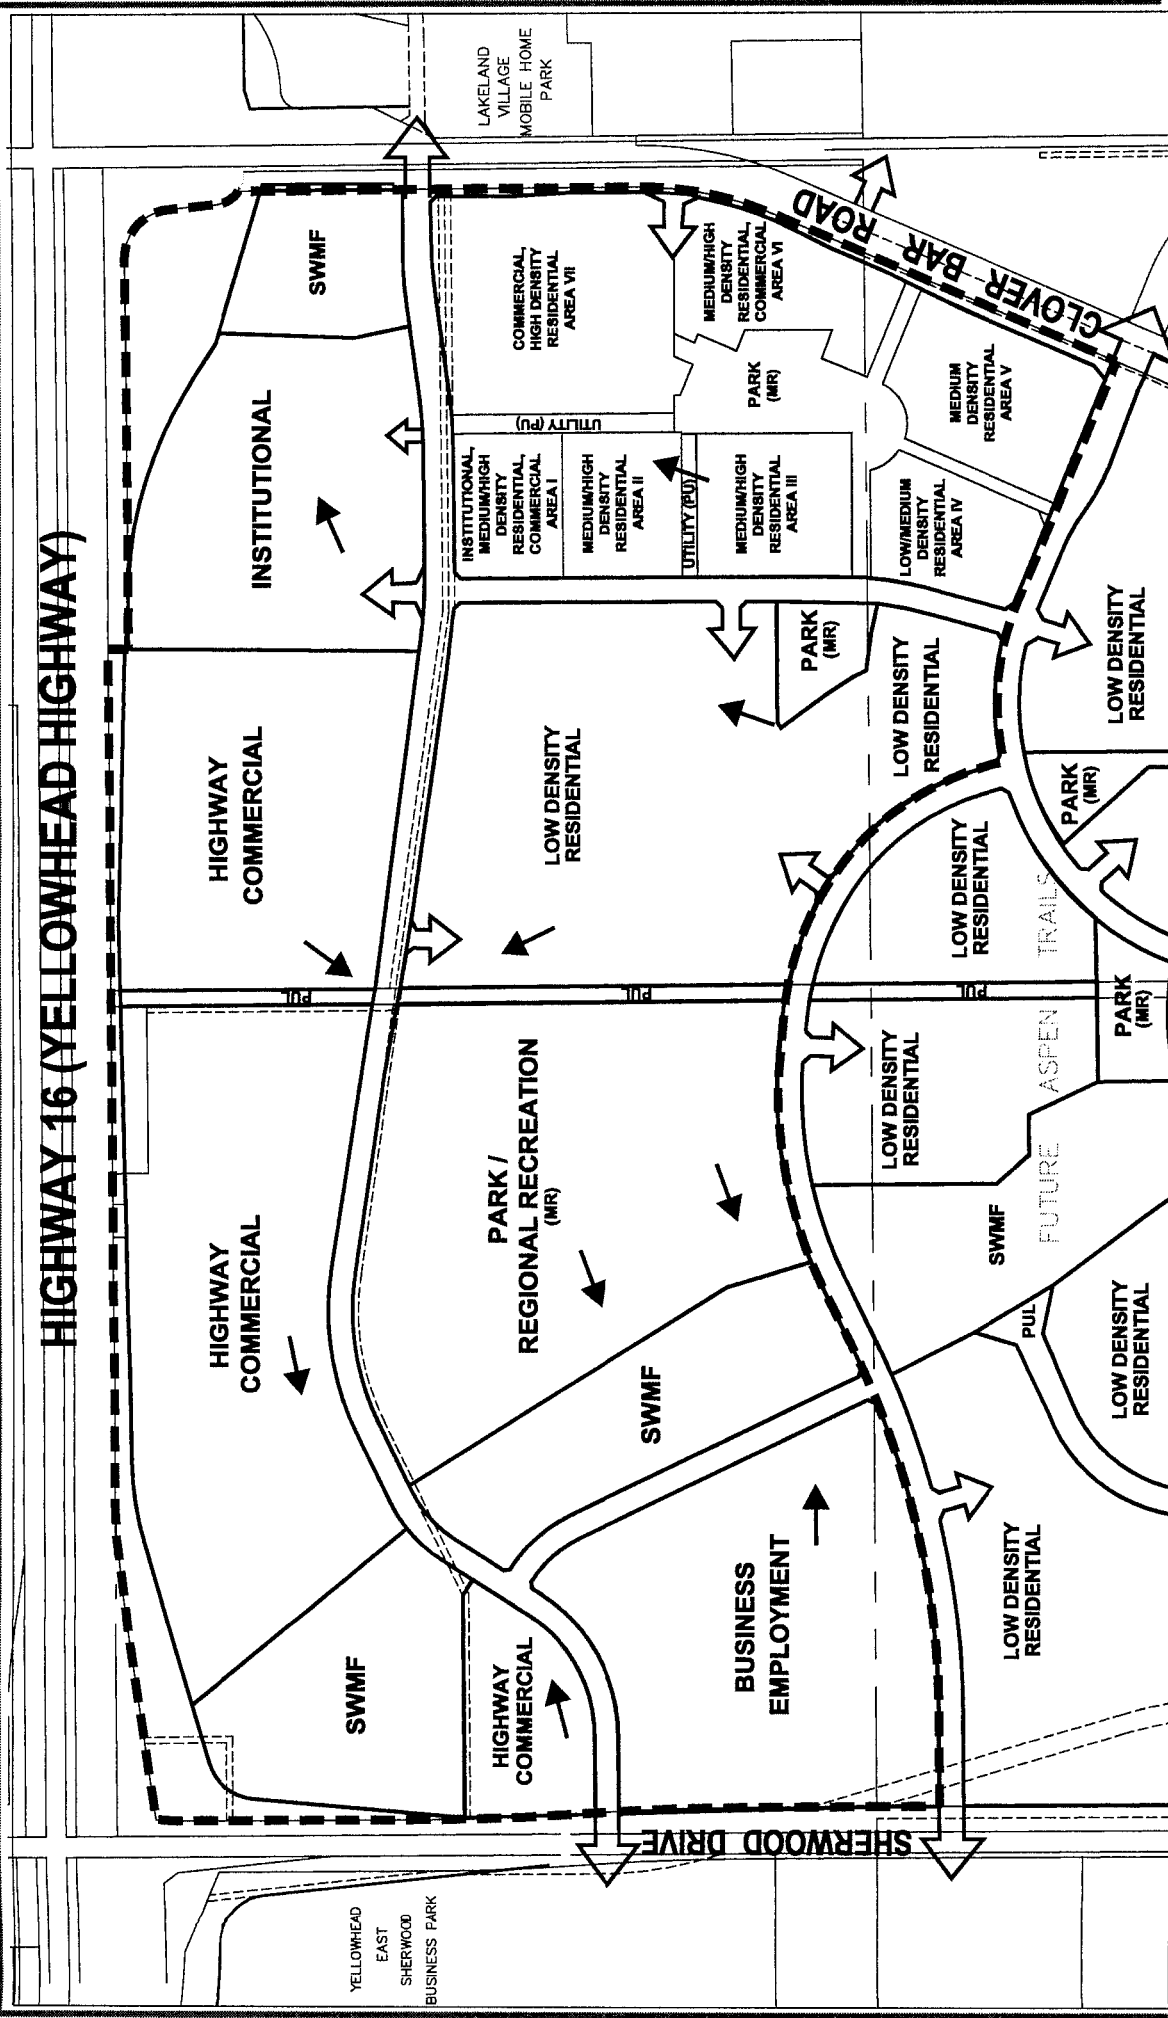 HIGHWAY 16 (YELLOWHEAD HIGHWAY)
YELLOWHEAD
EAST
SHERWOOD
BUSINESS PARK
SHERWOOD DRIVE
SWMF
HIGHWAY
COMMERCIAL
BUSINESS
EMPLOYMENT
LOW DENSITY
RESIDENTIAL
HIGHWAY
COMMERCIAL
SWMF
PARK /
REGIONAL RECREATION
(MR)
PUL
LOW DENSITY
RESIDENTIAL
SWMF
LOW DENSITY
RESIDENTIAL
FUTURE ASPEN TRAILS
PUL
PUL
PUL
PARK
(MR)
HIGHWAY
COMMERCIAL
LOW DENSITY
RESIDENTIAL
LOW DENSITY
RESIDENTIAL
PARK
(MR)
LOW DENSITY
RESIDENTIAL
PARK
(MR)
LOW DENSITY
RESIDENTIAL
INSTITUTIONAL
SWMF
INSTITUTIONAL,
MEDIUM/HIGH
DENSITY
RESIDENTIAL,
COMMERCIAL
AREA I
MEDIUM/HIGH
DENSITY
RESIDENTIAL
AREA II
UTILITY (PU)
MEDIUM/HIGH
DENSITY
RESIDENTIAL
AREA III
LOW/MEDIUM
DENSITY
RESIDENTIAL
AREA IV
UTILITY (PU)
PARK
(MR)
MEDIUM
DENSITY
RESIDENTIAL
AREA V
COMMERCIAL,
HIGH DENSITY
RESIDENTIAL
AREA VII
MEDIUM/HIGH
DENSITY
RESIDENTIAL,
COMMERCIAL
AREA VI
CLOVER BAR ROAD
LAKELAND
VILLAGE
MOBILE HOME
PARK